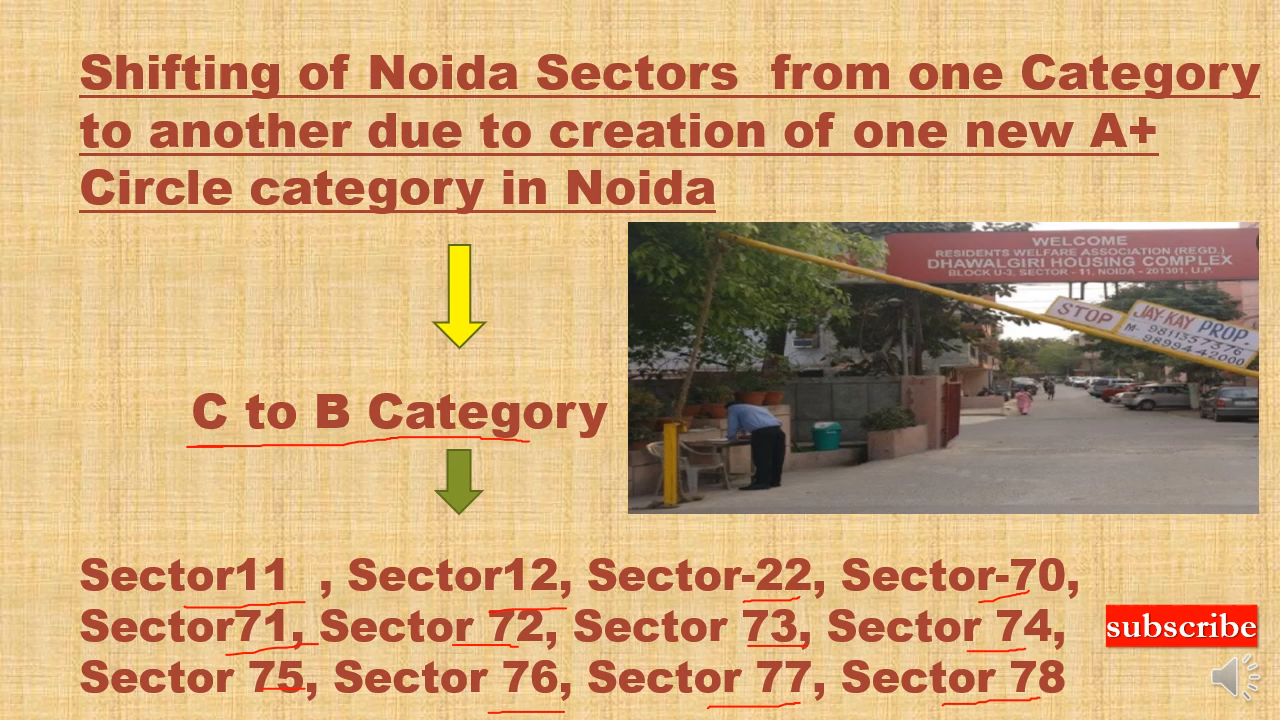 Shifting of Noida Sectors from one Category
to another due to creation of one new A+
Circle category in Noida
WELCOME
RESIDENTS WELFARE ASSOCIATION (REGD.)
DHAWALGIRI HOUSING COMPLEX
BLOCK U-3, SECTOR - 11, NOIDA - 201301, U.P.
STOP
JAY-KAY PROP.
M- 9811357376
9899442000
C to B Category
Sector11 , Sector12, Sector-22, Sector-70,
Sector71, Sector 72, Sector 73, Sector 74,
Sector 75, Sector 76, Sector 77, Sector 78
subscribe